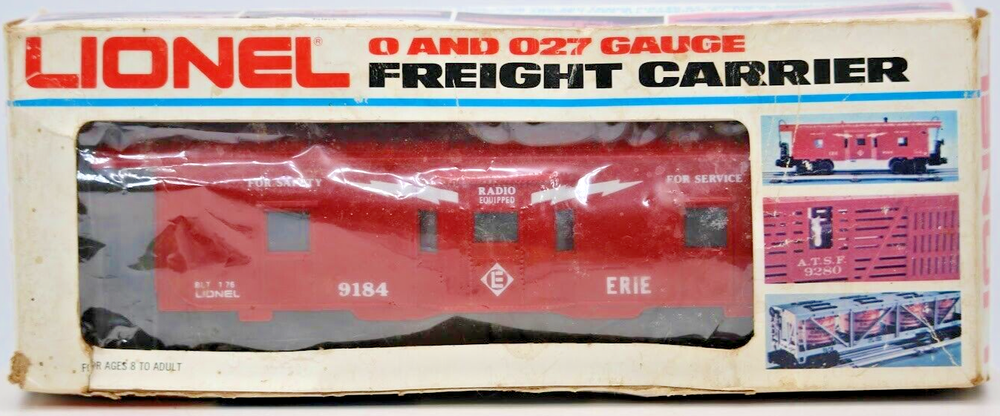 LIONEL®
O AND O27 GAUGE
FREIGHT CARRIER
FOR SAFETY
RADIO
EQUIPPED
FOR SERVICE
BLT 1-76
LIONEL
9184
E
ERIE
A.T.S.F.
9280
FOR AGES 8 TO ADULT